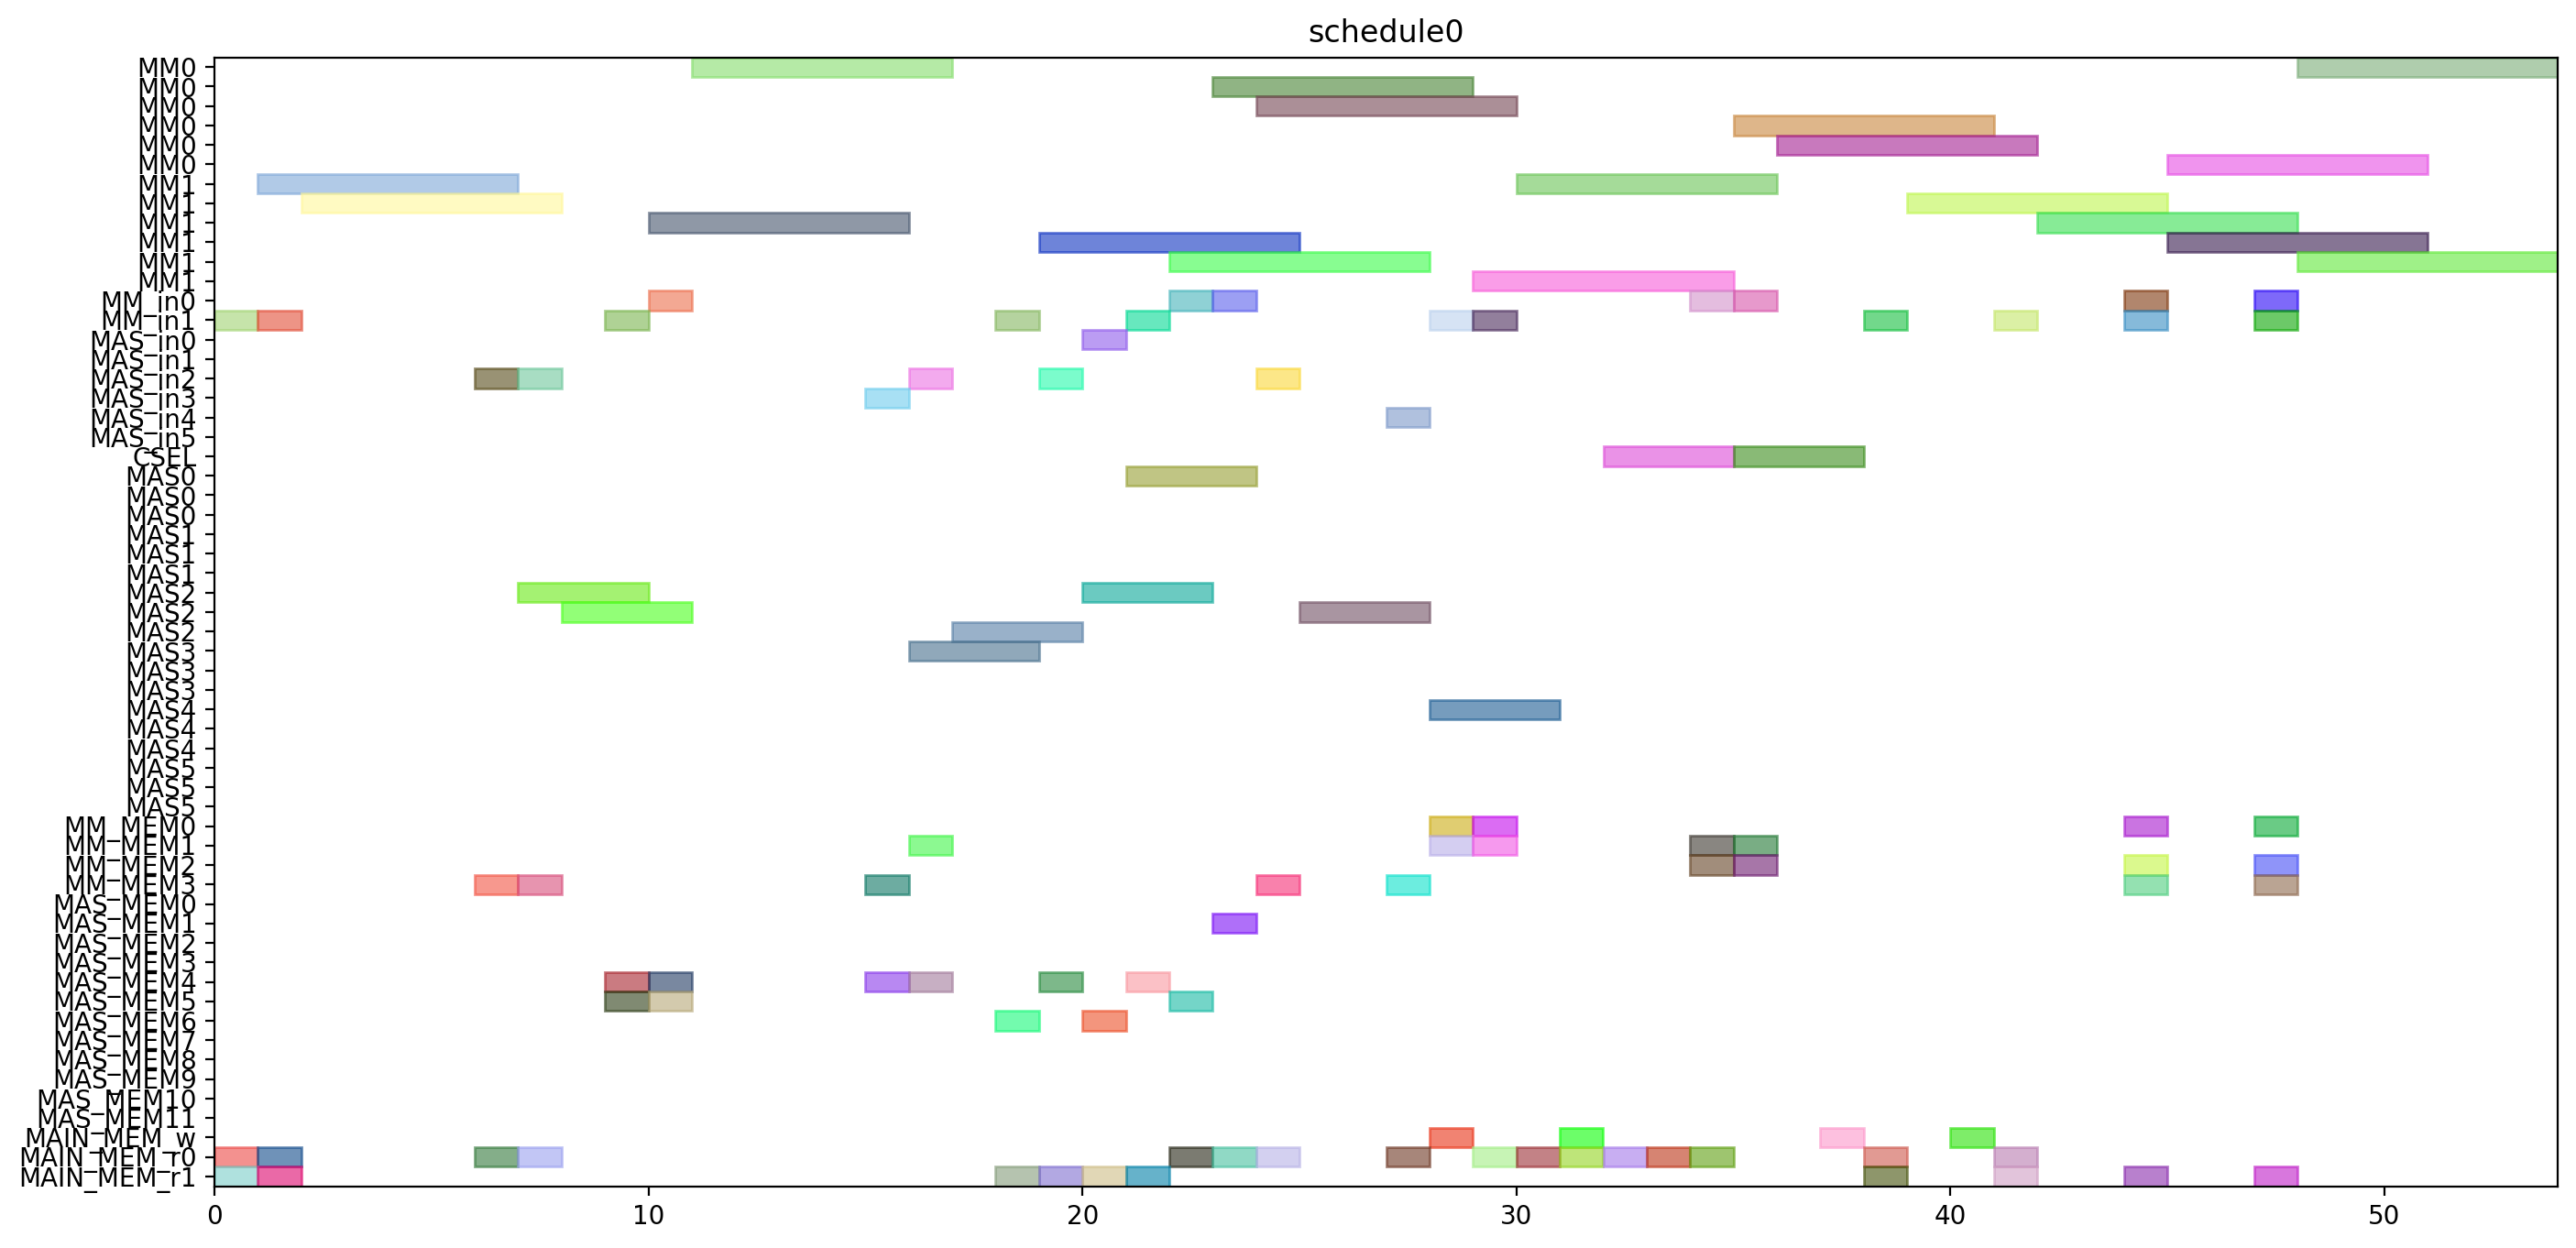 schedule0
MM0
MM0
MM0
MM0
MM0
MM0
MM1
MM1
MM1
MM1
MM1
MM1
MM_in0
MM_in1
MAS_in0
MAS_in1
MAS_in2
MAS_in3
MAS_in4
MAS_in5
CSEL
MAS0
MAS0
MAS0
MAS1
MAS1
MAS1
MAS2
MAS2
MAS2
MAS3
MAS3
MAS3
MAS4
MAS4
MAS4
MAS5
MAS5
MAS5
MM_MEM0
MM_MEM1
MM_MEM2
MM_MEM3
MAS_MEM0
MAS_MEM1
MAS_MEM2
MAS_MEM3
MAS_MEM4
MAS_MEM5
MAS_MEM6
MAS_MEM7
MAS_MEM8
MAS_MEM9
MAS_MEM10
MAS_MEM11
MAIN_MEM_w
MAIN_MEM_r0
MAIN_MEM_r1
0 10 20 30 40 50